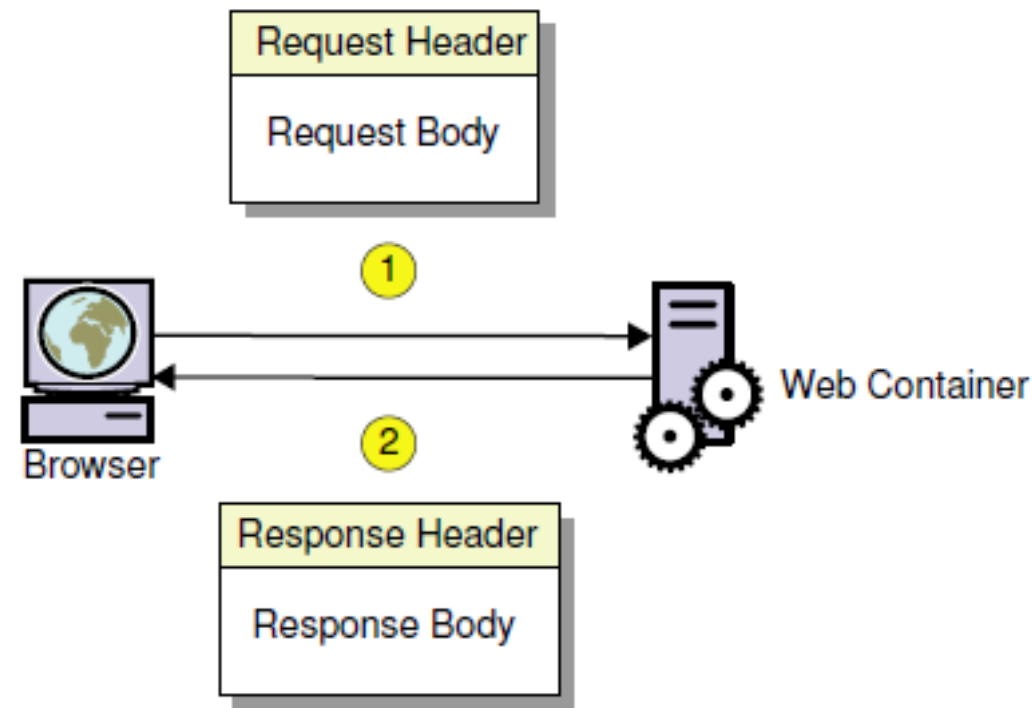 Request Header
Request Body
1
Web Container
2
Browser
Response Header
Response Body